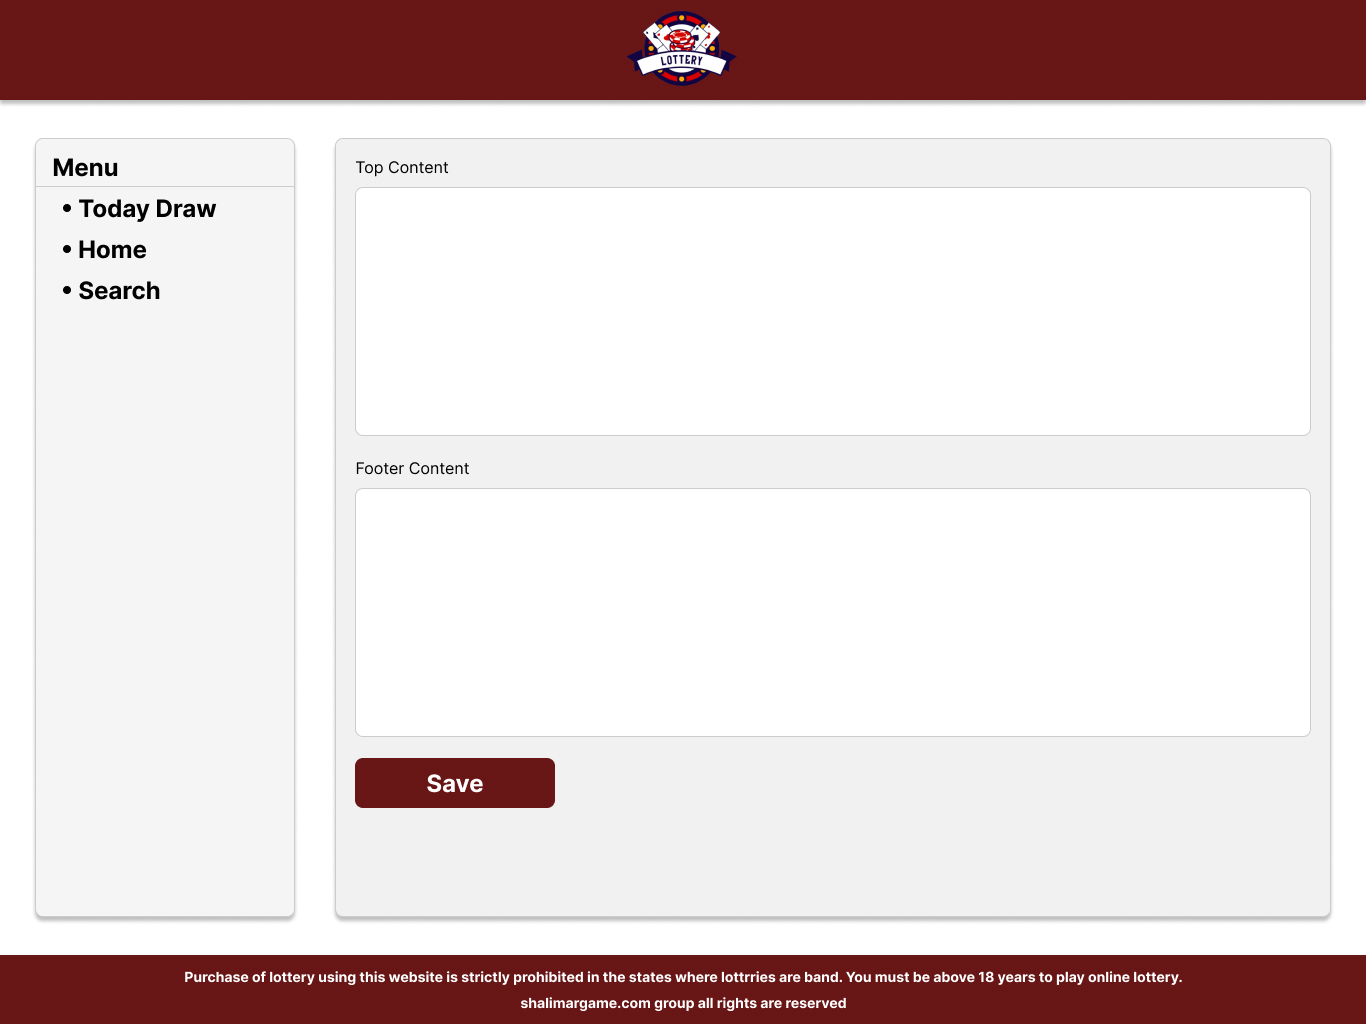 LOTTERY
Menu
• Today Draw
• Home
• Search
Top Content
Footer Content
Save
Purchase of lottery using this website is strictly prohibited in the states where lottrries are band. You must be above 18 years to play online lottery.
shalimargame.com group all rights are reserved